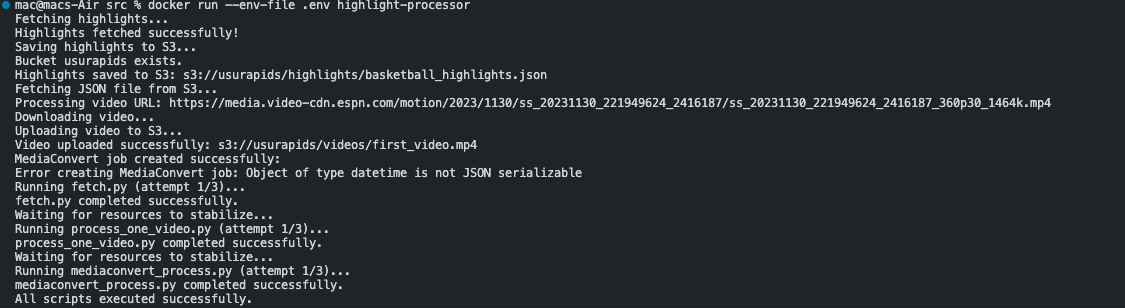 mac@macs-Air src % docker run --env-file .env highlight-processor
Fetching highlights...
Highlights fetched successfully!
Saving highlights to S3...
Bucket usurapids exists.
Highlights saved to S3: s3://usurapids/highlights/basketball_highlights.json
Fetching JSON file from S3...
Processing video URL: https://media.video-cdn.espn.com/motion/2023/1130/ss_20231130_221949624_2416187/ss_20231130_221949624_2416187_360p30_1464k.mp4
Downloading video...
Uploading video to S3...
Video uploaded successfully: s3://usurapids/videos/first_video.mp4
MediaConvert job created successfully:
Error creating MediaConvert job: Object of type datetime is not JSON serializable
Running fetch.py (attempt 1/3)...
fetch.py completed successfully.
Waiting for resources to stabilize...
Running process_one_video.py (attempt 1/3)...
process_one_video.py completed successfully.
Waiting for resources to stabilize...
Running mediaconvert_process.py (attempt 1/3)...
mediaconvert_process.py completed successfully.
All scripts executed successfully.